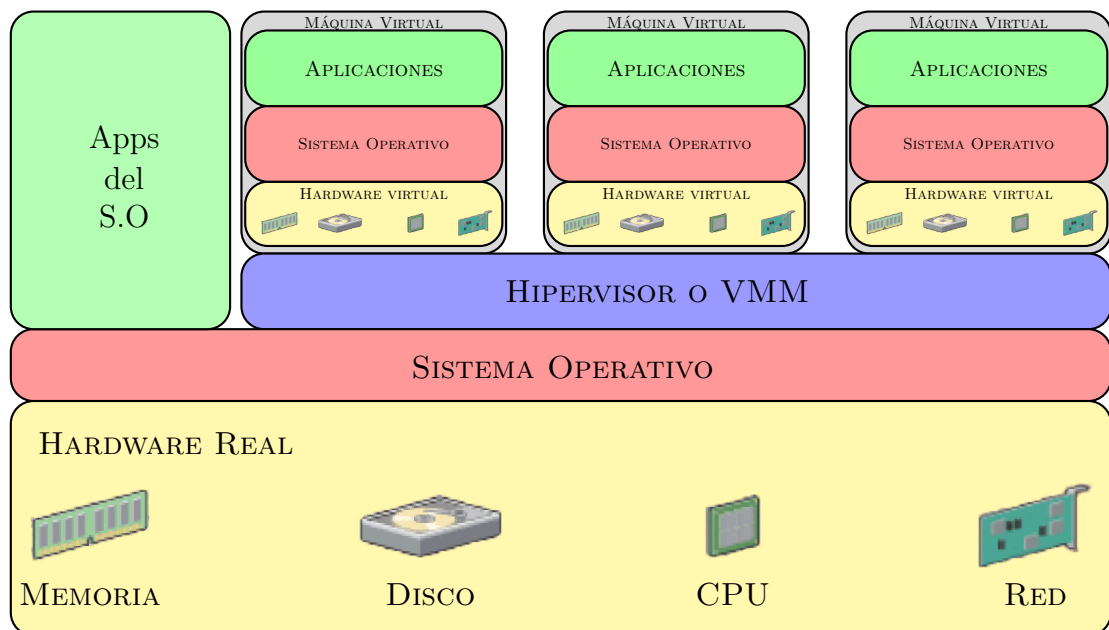 Máquina Virtual
Máquina Virtual
Máquina Virtual
Aplicaciones
Aplicaciones
Aplicaciones
Apps
del
S.O
Sistema Operativo
Sistema Operativo
Sistema Operativo
Hardware virtual
Hardware virtual
Hardware virtual
Hipervisor o VMM
Sistema Operativo
Hardware Real
Memoria
Disco
CPU
Red